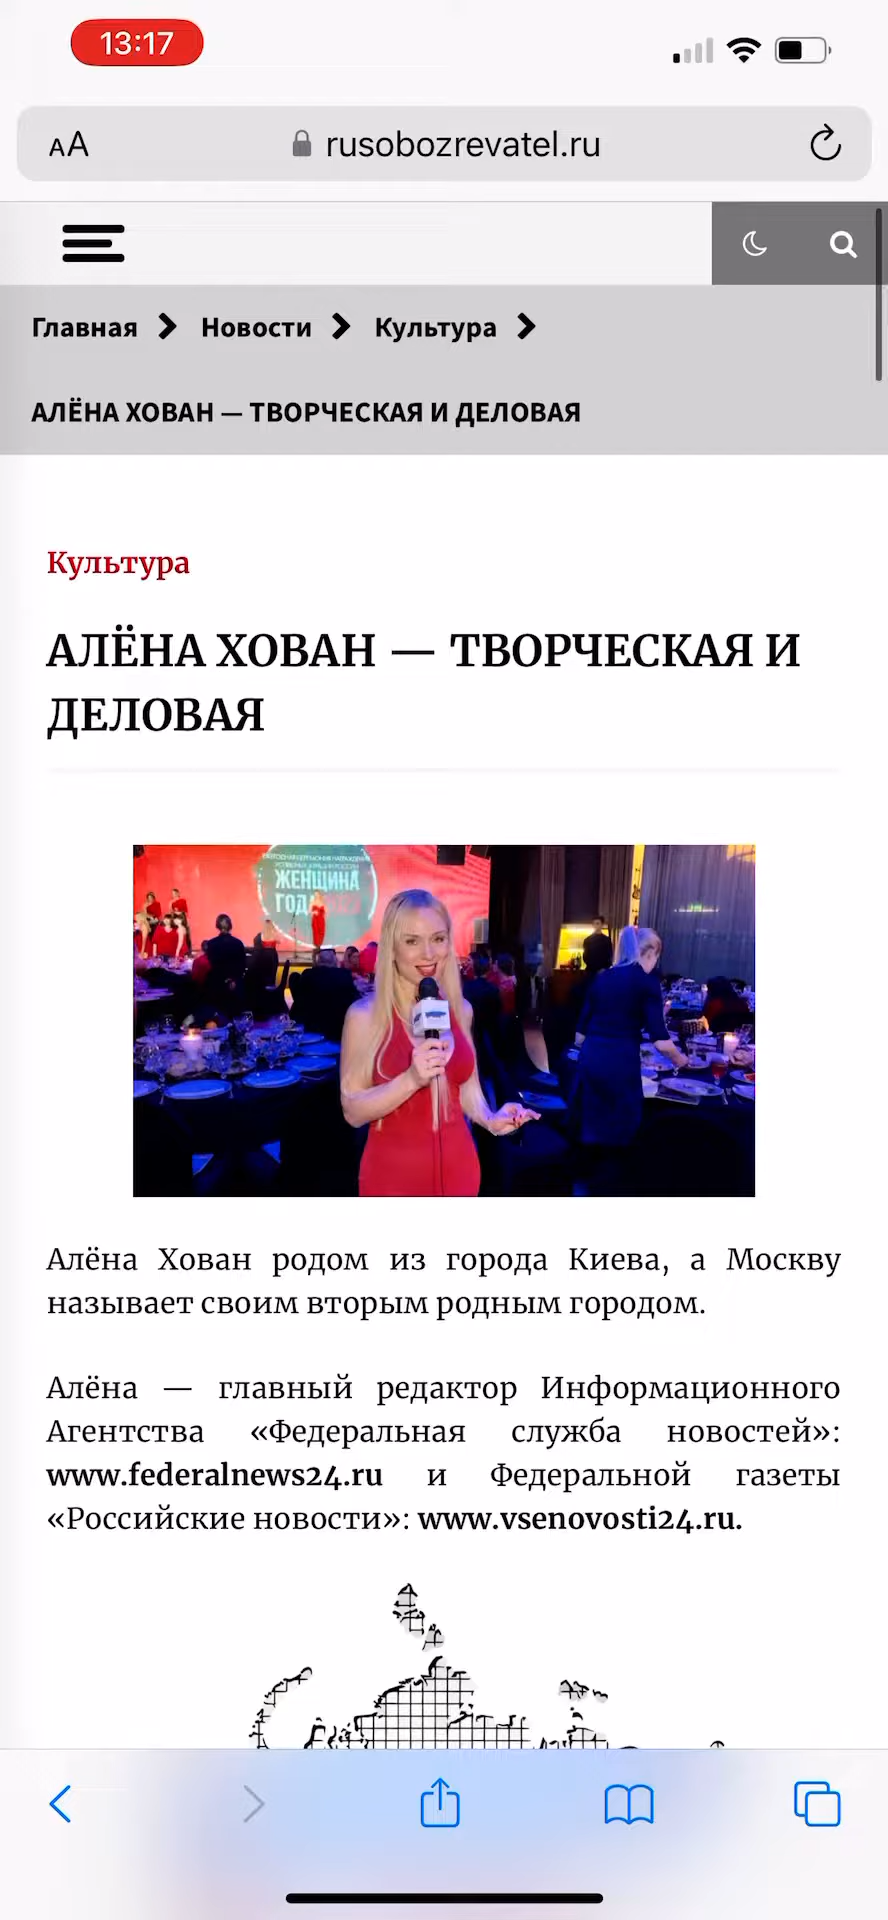 13:17
AA
rusobozrevatel.ru
Главная
Новости
Культура
АЛЁНА ХОВАН — ТВОРЧЕСКАЯ И ДЕЛОВАЯ
Культура
АЛЁНА ХОВАН — ТВОРЧЕСКАЯ И
ДЕЛОВАЯ
ЖЕНЩИНА
Алёна Хован родом из города Киева, а Москву
называет своим вторым родным городом.
Алёна — главный редактор Информационного
Агентства «Федеральная служба новостей»:
www.federalnews24.ru и Федеральной газеты
«Российские новости»: www.vsenovosti24.ru.